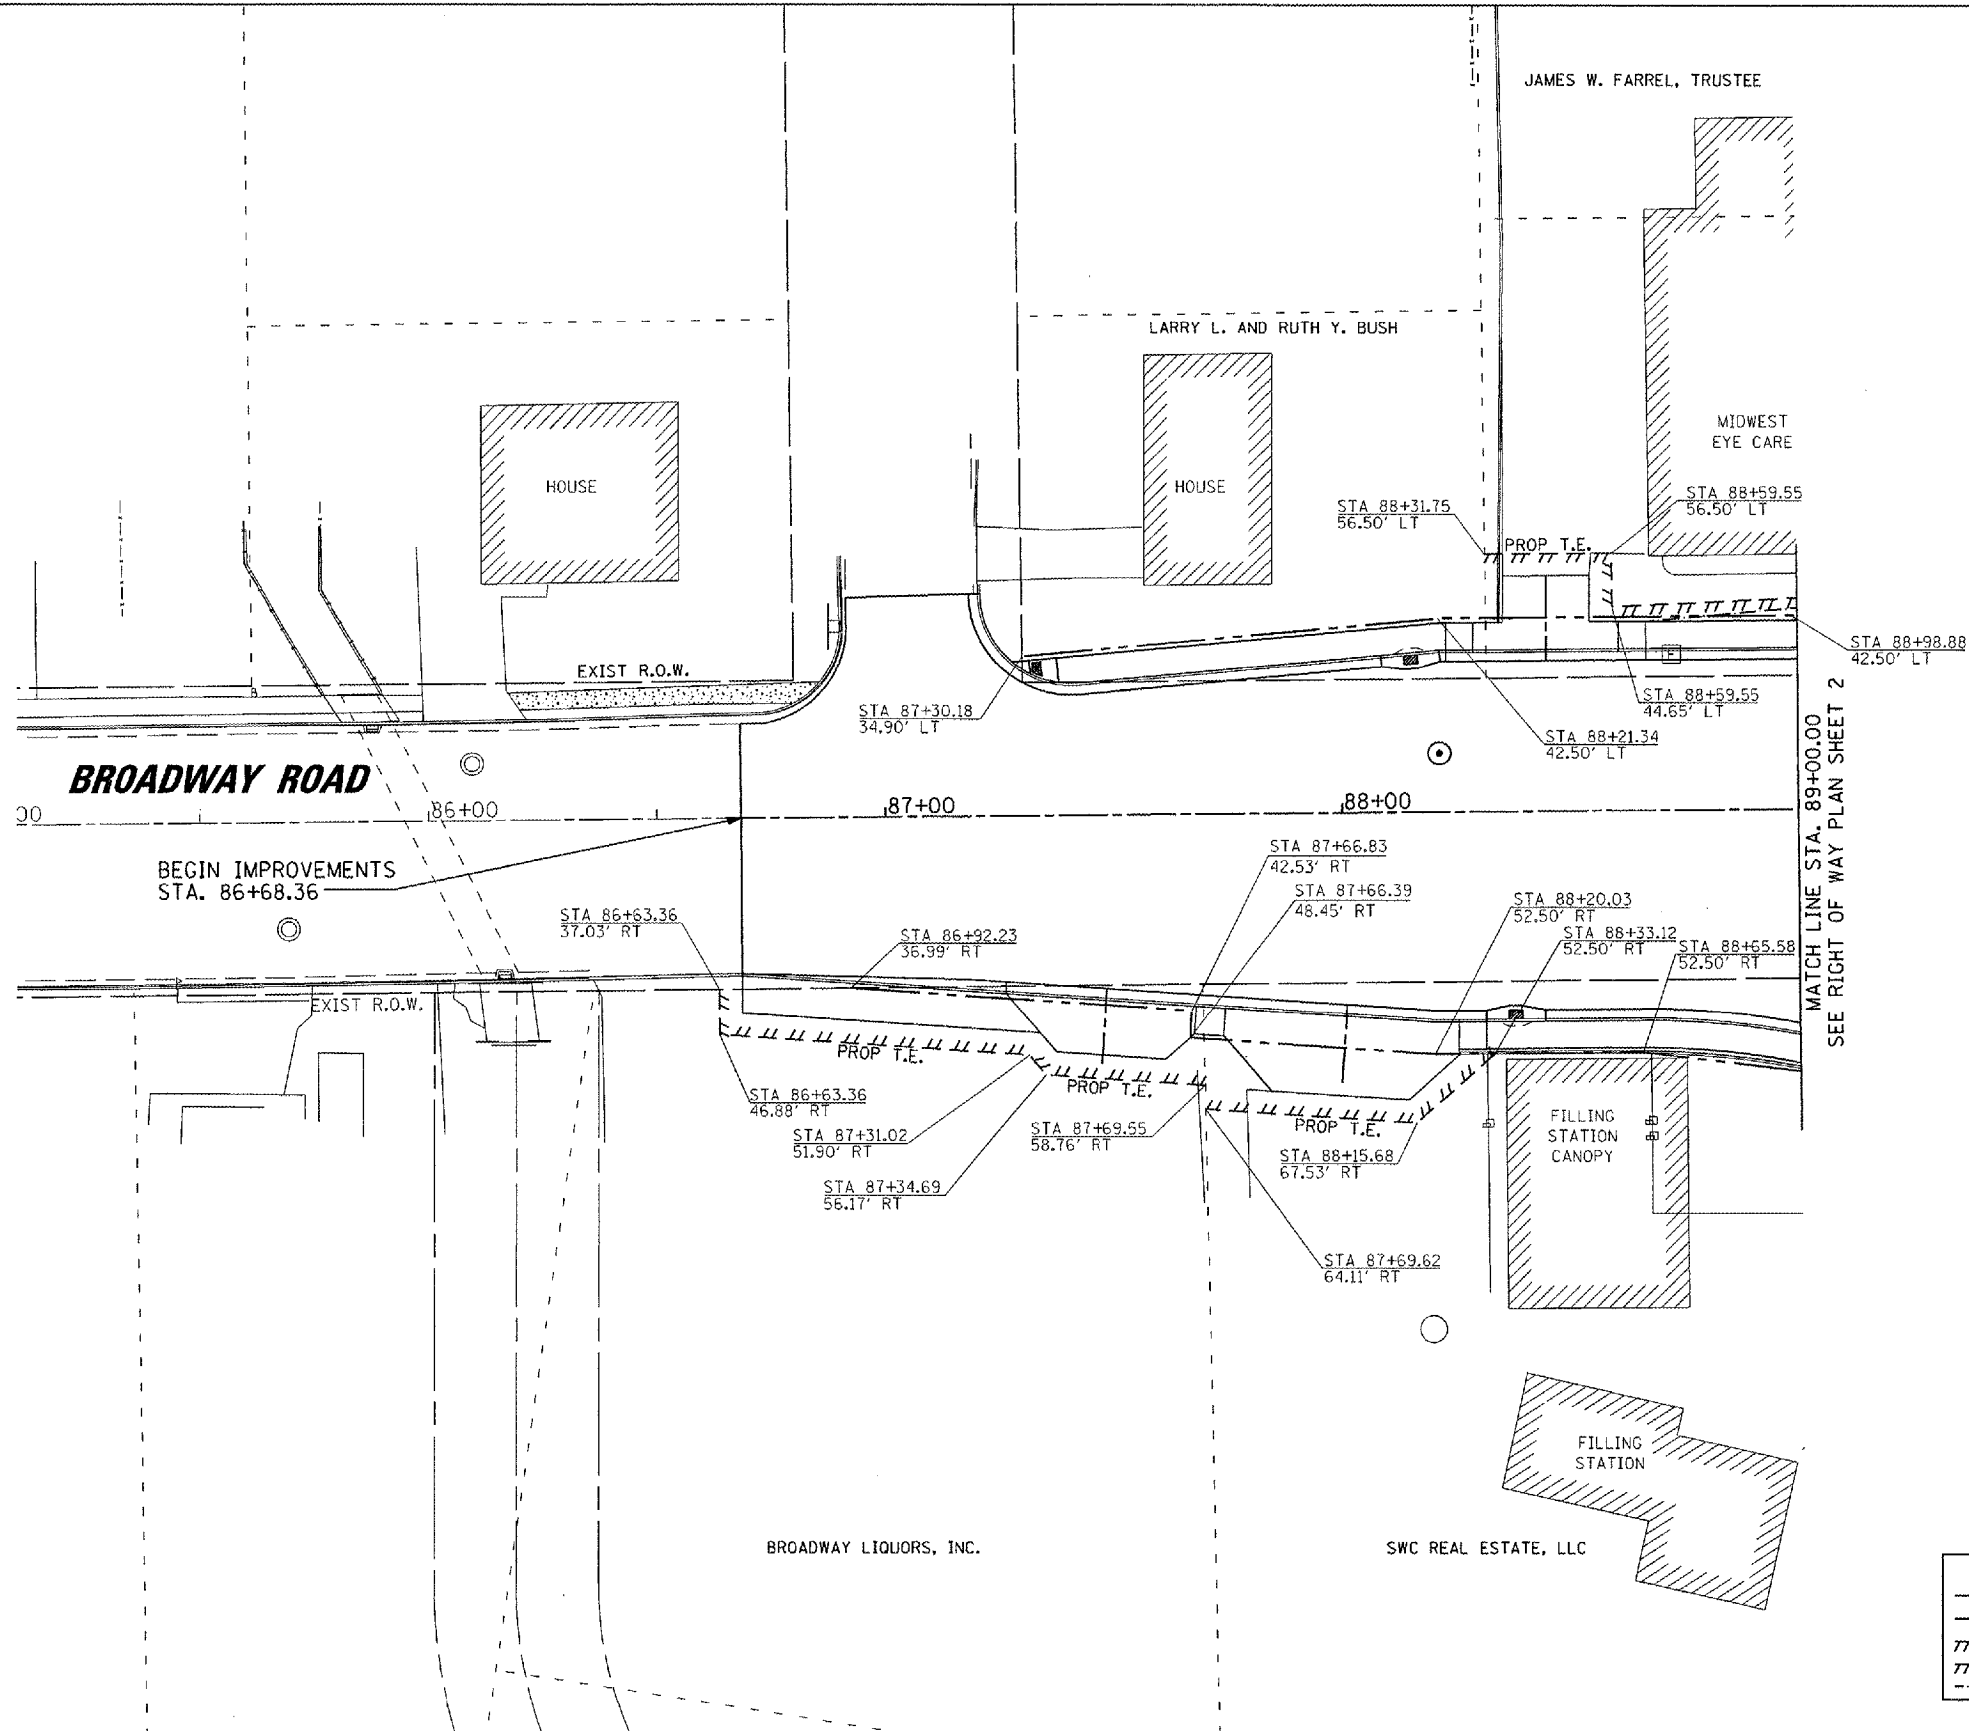 JAMES W. FARREL, TRUSTEE
LARRY L. AND RUTH Y. BUSH
MIDWEST
EYE CARE
HOUSE
HOUSE
STA 88+31.75
56.50' LT
STA 88+59.55
56.50' LT
PROP T.E.
EXIST R.O.W.
STA 88+98.88
42.50' LT
STA 87+30.18
34.90' LT
STA 88+59.55
44.65' LT
STA 88+21.34
42.50' LT
BROADWAY ROAD
00
86+00
87+00
88+00
MATCH LINE STA. 89+00.00
SEE RIGHT OF WAY PLAN SHEET 2
BEGIN IMPROVEMENTS
STA. 86+68.36
STA 87+66.83
42.53' RT
STA 87+66.39
48.45' RT
STA 86+63.36
37.03' RT
STA 86+92.23
36.99' RT
STA 88+20.03
52.50' RT
STA 88+33.12
52.50' RT
STA 88+65.58
52.50' RT
EXIST R.O.W.
PROP T.E.
PROP T.E.
PROP T.E.
STA 86+63.36
46.88' RT
STA 87+31.02
51.90' RT
STA 87+34.69
56.17' RT
STA 87+69.55
58.76' RT
STA 88+15.68
67.53' RT
STA 87+69.62
64.11' RT
FILLING
STATION
CANOPY
FILLING
STATION
BROADWAY LIQUORS, INC.
SWC REAL ESTATE, LLC